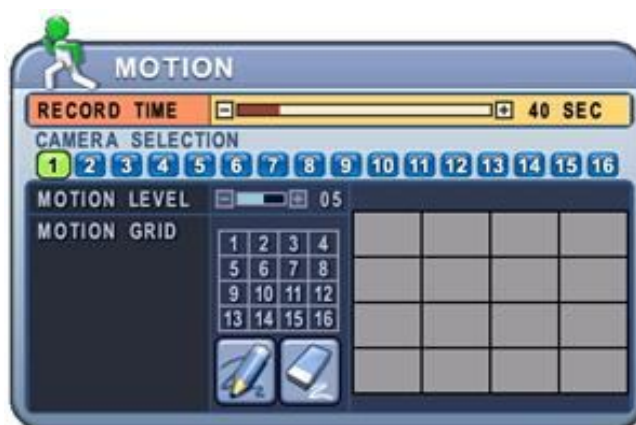 MOTION
RECORD TIME - + 40 SEC
CAMERA SELECTION
1 2 3 4 5 6 7 8 9 10 11 12 13 14 15 16
MOTION LEVEL - + 05
MOTION GRID
1 2 3 4
5 6 7 8
9 10 11 12
13 14 15 16